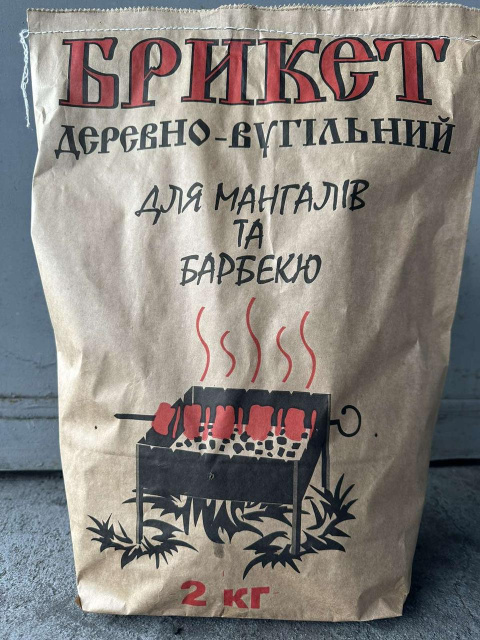 БРИКЕТ
ДЕРЕВНО-ВУГІЛЬНИЙ
ДЛЯ МАНГАЛІВ
ТА
БАРБЕКЮ
2 КГ